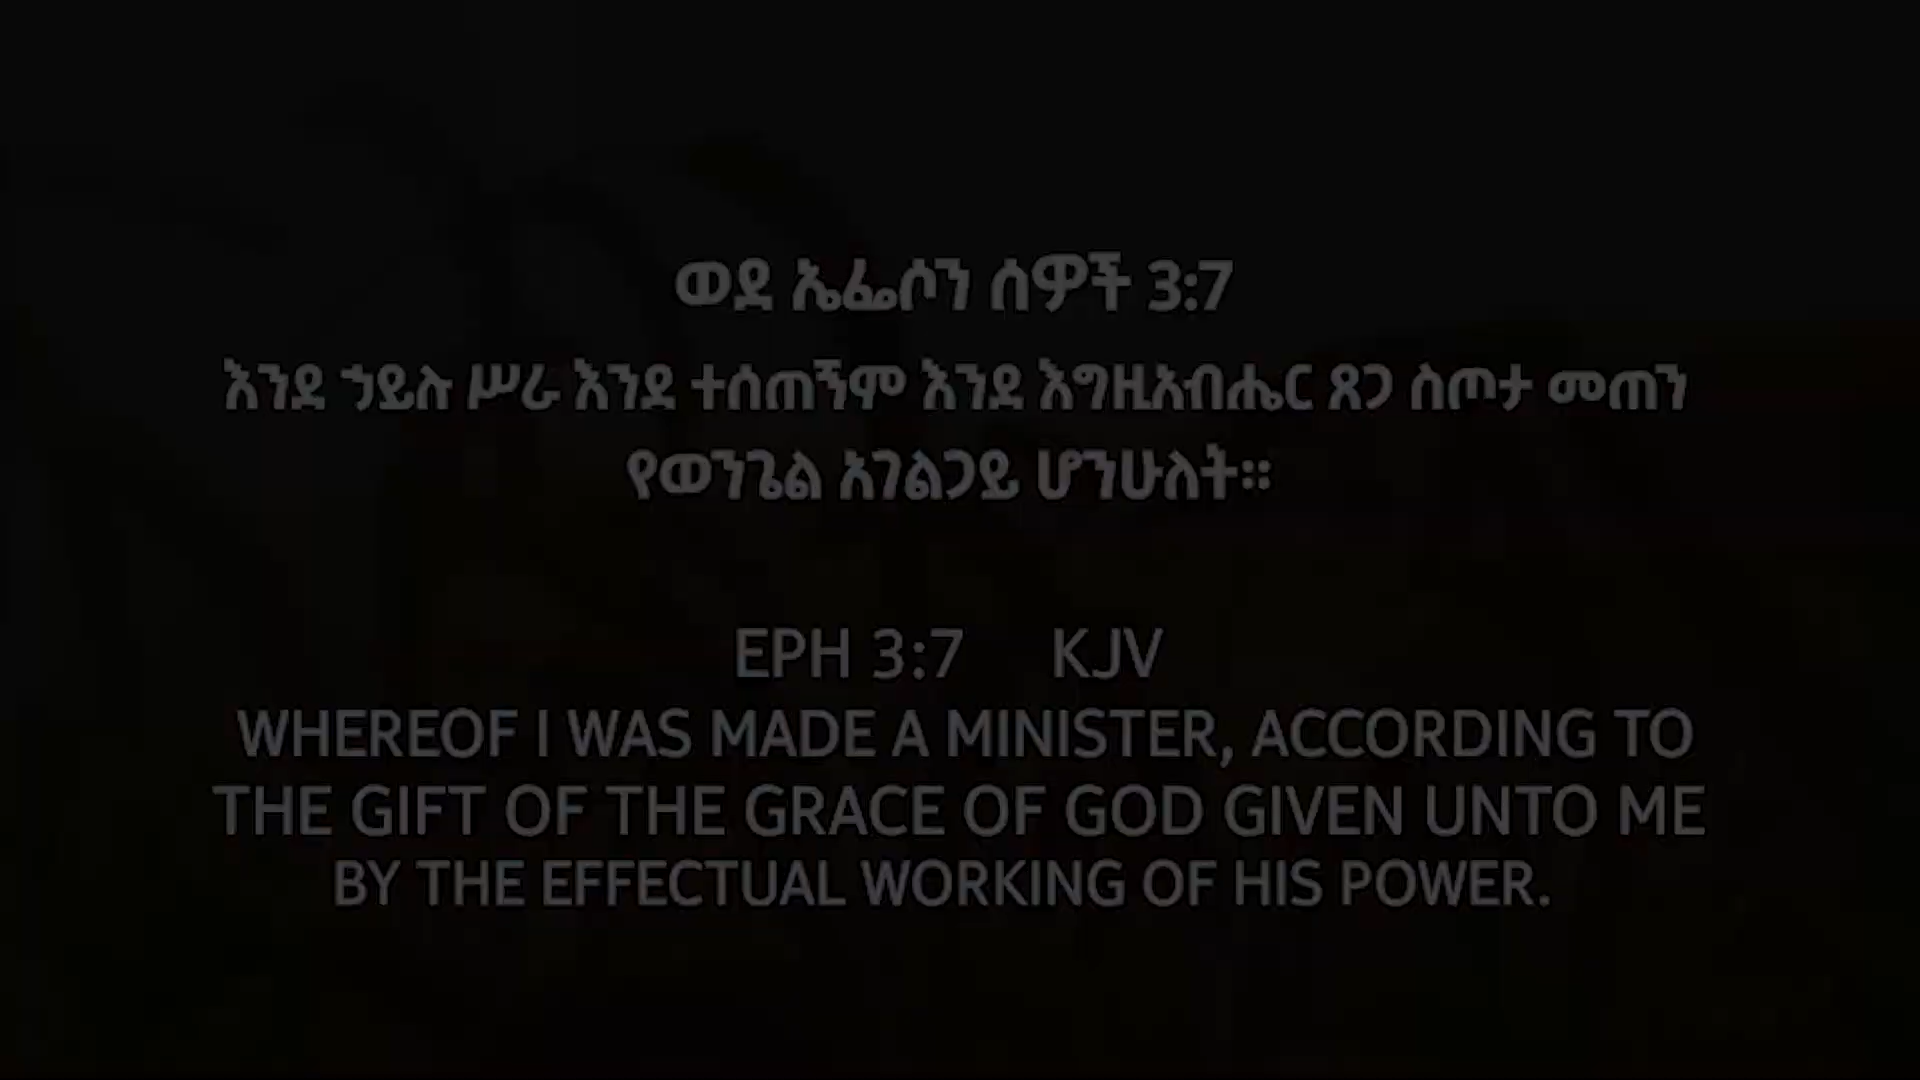 ወደ ኤፌሶን ሰዎች 3:7
እንደ ኃይሉ ሥራ እንደ ተሰጠኝም እንደ እግዚአብሔር ጸጋ ስጦታ መጠን
የወንጌል አገልጋይ ሆንሁለት።
EPH 3:7 KJV
WHEREOF I WAS MADE A MINISTER, ACCORDING TO
THE GIFT OF THE GRACE OF GOD GIVEN UNTO ME
BY THE EFFECTUAL WORKING OF HIS POWER.